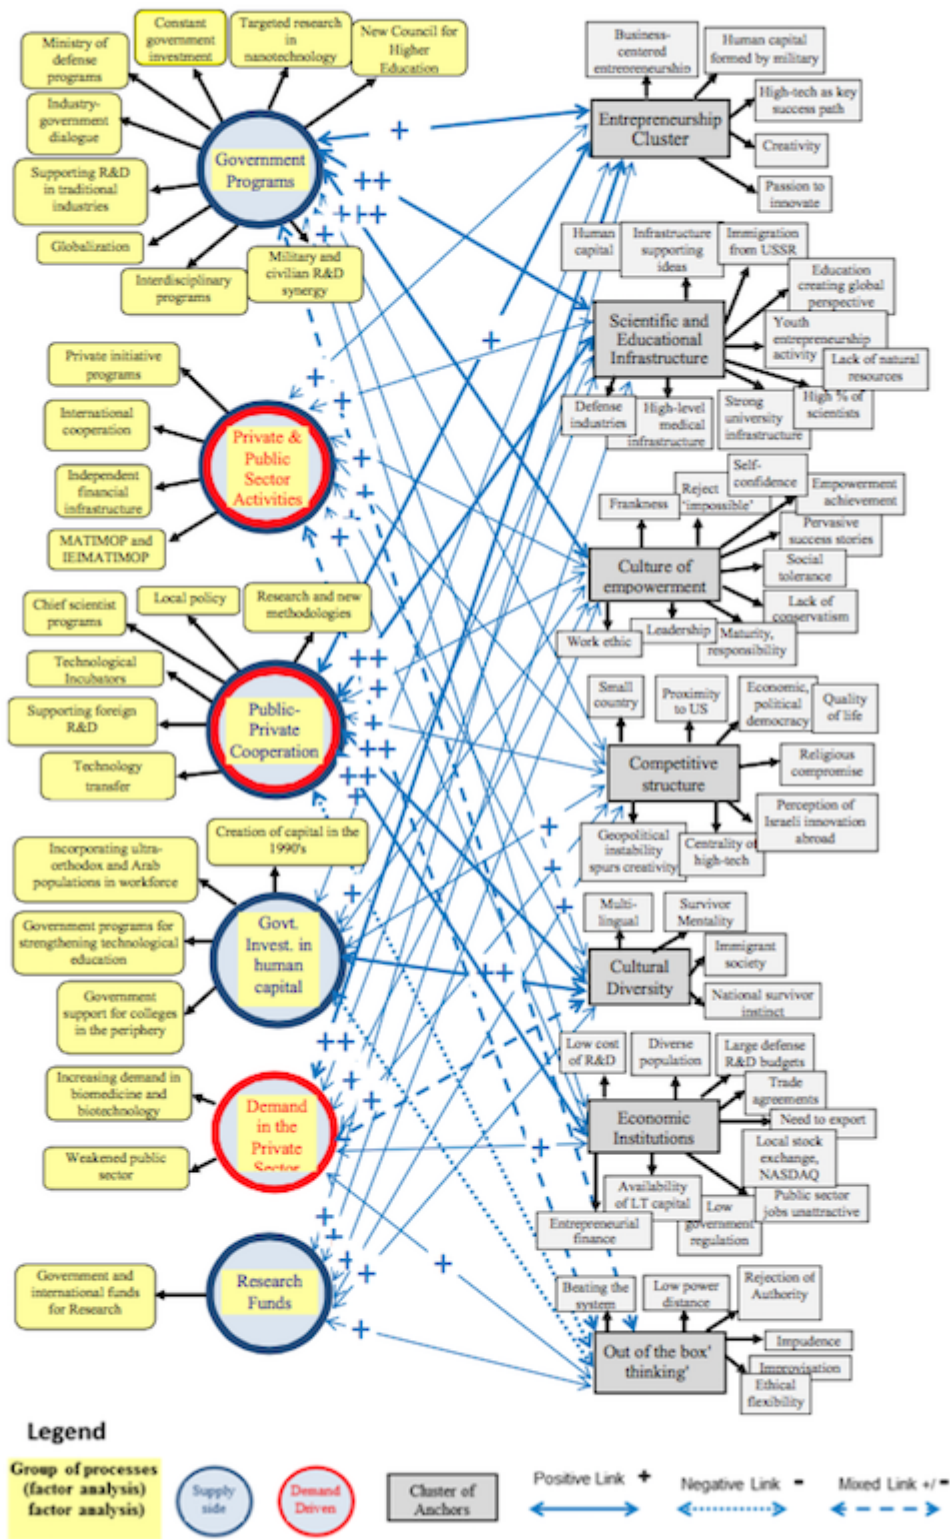 Ministry of
defense programs
Constant
government
investment
Targeted research
in
nanotechnology
New Council for
Higher
Education
Industry-
government
dialogue
Supporting R&D
in traditional
industries
Globalization
Interdisciplinary
programs
Military and
civilian R&D
synergy
Government
Programs
Private initiative
programs
International
cooperation
Independent
financial
infrastructure
MATIMOP and
IEIMATIMOP
Private &
Public
Sector
Activities
Chief scientist
programs
Local policy
Research and new
methodologies
Technological
Incubators
Supporting foreign
R&D
Technology
transfer
Public-
Private
Cooperation
Creation of capital in the
1990's
Incorporating ultra-
orthodox and Arab
populations in workforce
Government programs for
strengthening technological
education
Government
support for colleges
in the periphery
Govt.
Invest. in
human
capital
Increasing demand in
biomedicine and
biotechnology
Weakened public
sector
Demand
in the
Private
Sector
Government and
international funds
for Research
Research
Funds
+
++
+++
+
+
+
+
+
++
++
++
++
+
+
+
++
++
+
+
+
++
++
+
+
+
+
Business-
centered
entrepreneurship
Human capital
formed by military
High-tech as key
success path
Creativity
Passion to
innovate
Entrepreneurship
Cluster
Human
capital
Infrastructure
supporting
ideas
Immigration
from USSR
Education
creating global
perspective
Youth
entrepreneurship
activity
Lack of natural
resources
High % of
scientists
Strong
university
infrastructure
High-level
medical
infrastructure
Defense
industries
Scientific and
Educational
Infrastructure
Frankness
Reject
"impossible"
Self-
confidence
Empowerment
achievement
Pervasive
success stories
Social
tolerance
Lack of
conservatism
Maturity,
responsibility
Leadership
Work ethic
Culture of
empowerment
Small
country
Proximity
to US
Economic,
political
democracy
Quality
of life
Religious
compromise
Perception of
Israeli innovation
abroad
Centrality of
high-tech
Geopolitical
instability
spurs creativity
Competitive
structure
Multi-
lingual
Survivor
Mentality
Immigrant
society
National survivor
instinct
Cultural
Diversity
Low cost
of R&D
Diverse
population
Large defense
R&D budgets
Trade
agreements
Need to export
Local stock
exchange,
NASDAQ
Public sector
jobs unattractive
Low
government
regulation
Availability
of LT capital
Entrepreneurial
finance
Economic
Institutions
Beating the
system
Low power
distance
Rejection of
Authority
Impudence
Improvisation
Ethical
flexibility
Out of the box'
thinking'
Legend
Group of processes
(factor analysis)
factor analysis)
Supply
side
Demand
Driven
Cluster of
Anchors
Positive Link +
Negative Link -
Mixed Link +/-